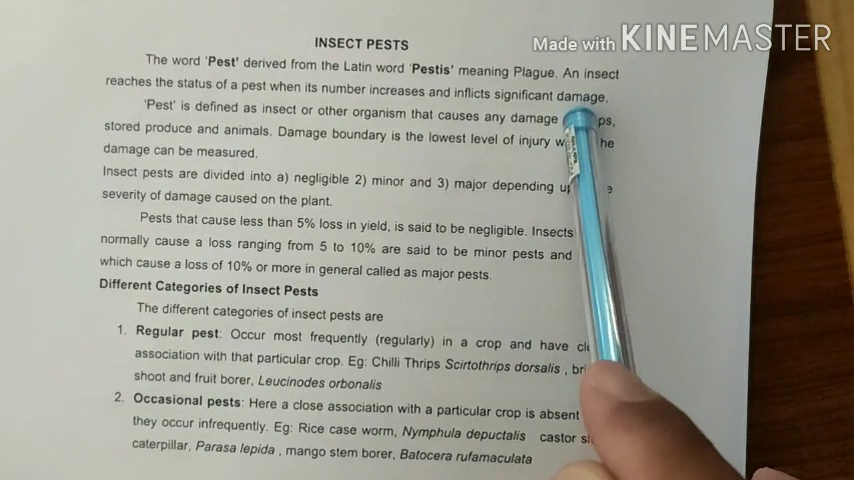 Made with KINEMASTER
INSECT PESTS
The word 'Pest' derived from the Latin word 'Pestis' meaning Plague. An insect
reaches the status of a pest when its number increases and inflicts significant damage.
'Pest' is defined as insect or other organism that causes any damage ps,
stored produce and animals. Damage boundary is the lowest level of injury w he
damage can be measured.
Insect pests are divided into a) negligible 2) minor and 3) major depending up e
severity of damage caused on the plant.
Pests that cause less than 5% loss in yield, is said to be negligible. Insects
normally cause a loss ranging from 5 to 10% are said to be minor pests and
which cause a loss of 10% or more in general called as major pests.
Different Categories of Insect Pests
The different categories of insect pests are
1. Regular pest: Occur most frequently (regularly) in a crop and have clo
association with that particular crop. Eg: Chilli Thrips Scirtothrips dorsalis , bri
shoot and fruit borer, Leucinodes orbonalis
2. Occasional pests: Here a close association with a particular crop is absent
they occur infrequently. Eg: Rice case worm, Nymphula depuctalis castor sl
caterpillar, Parasa lepida , mango stem borer, Batocera rufamaculata